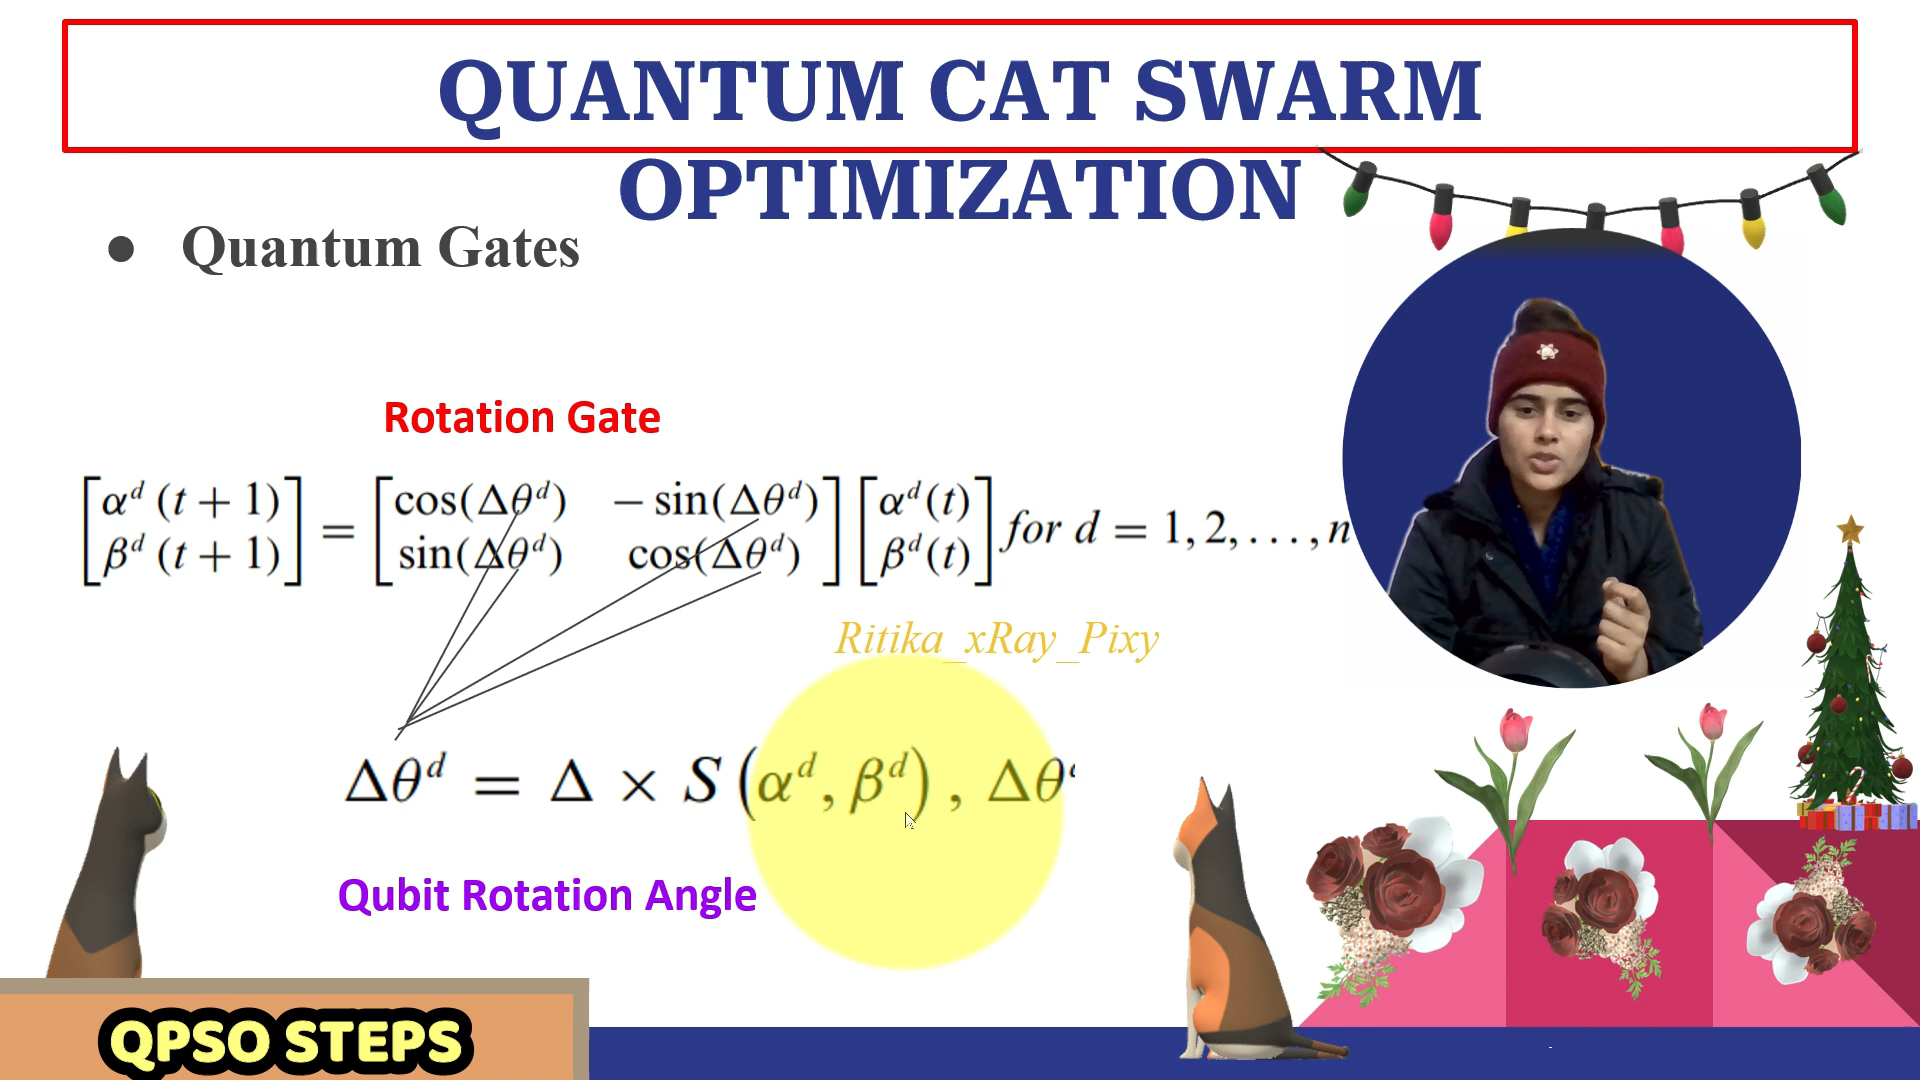 QUANTUM CAT SWARM
OPTIMIZATION
● Quantum Gates
Rotation Gate
[α^d (t + 1)] = [cos(Δθ^d) − sin(Δθ^d)] [α^d(t)] for d = 1, 2, . . . , n
[β^d (t + 1)] [sin(Δθ^d) cos(Δθ^d)] [β^d(t)]
Ritika_xRay_Pixy
Δθ^d = Δ × S(α^d, β^d), Δθ
Qubit Rotation Angle
QPSO STEPS